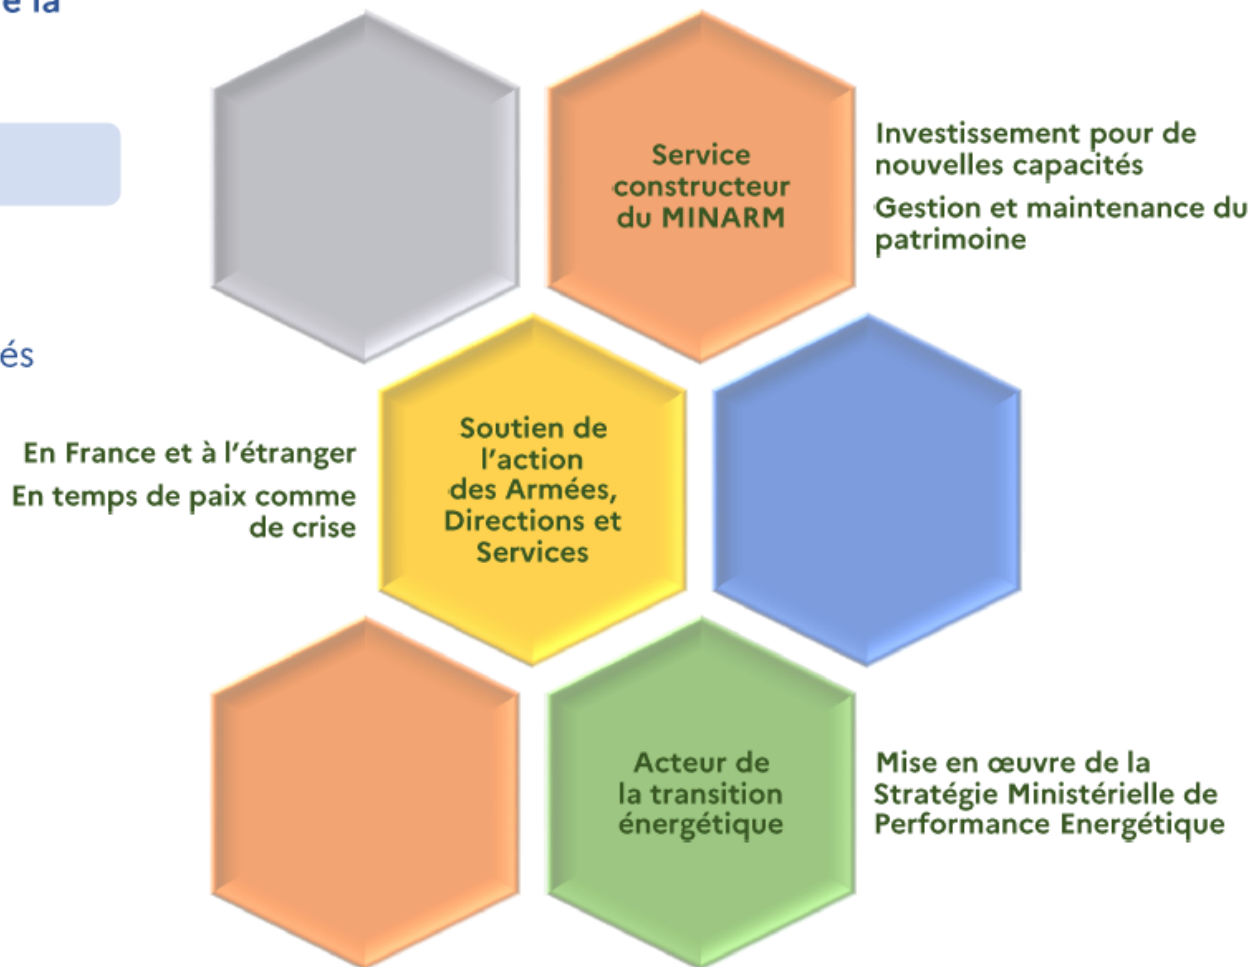 e la
Service
constructeur
du MINARM
Investissement pour de
nouvelles capacités
Gestion et maintenance du
patrimoine
és
En France et à l’étranger
En temps de paix comme
de crise
Soutien de
l’action
des Armées,
Directions et
Services
Acteur de
la transition
énergétique
Mise en œuvre de la
Stratégie Ministérielle de
Performance Energétique